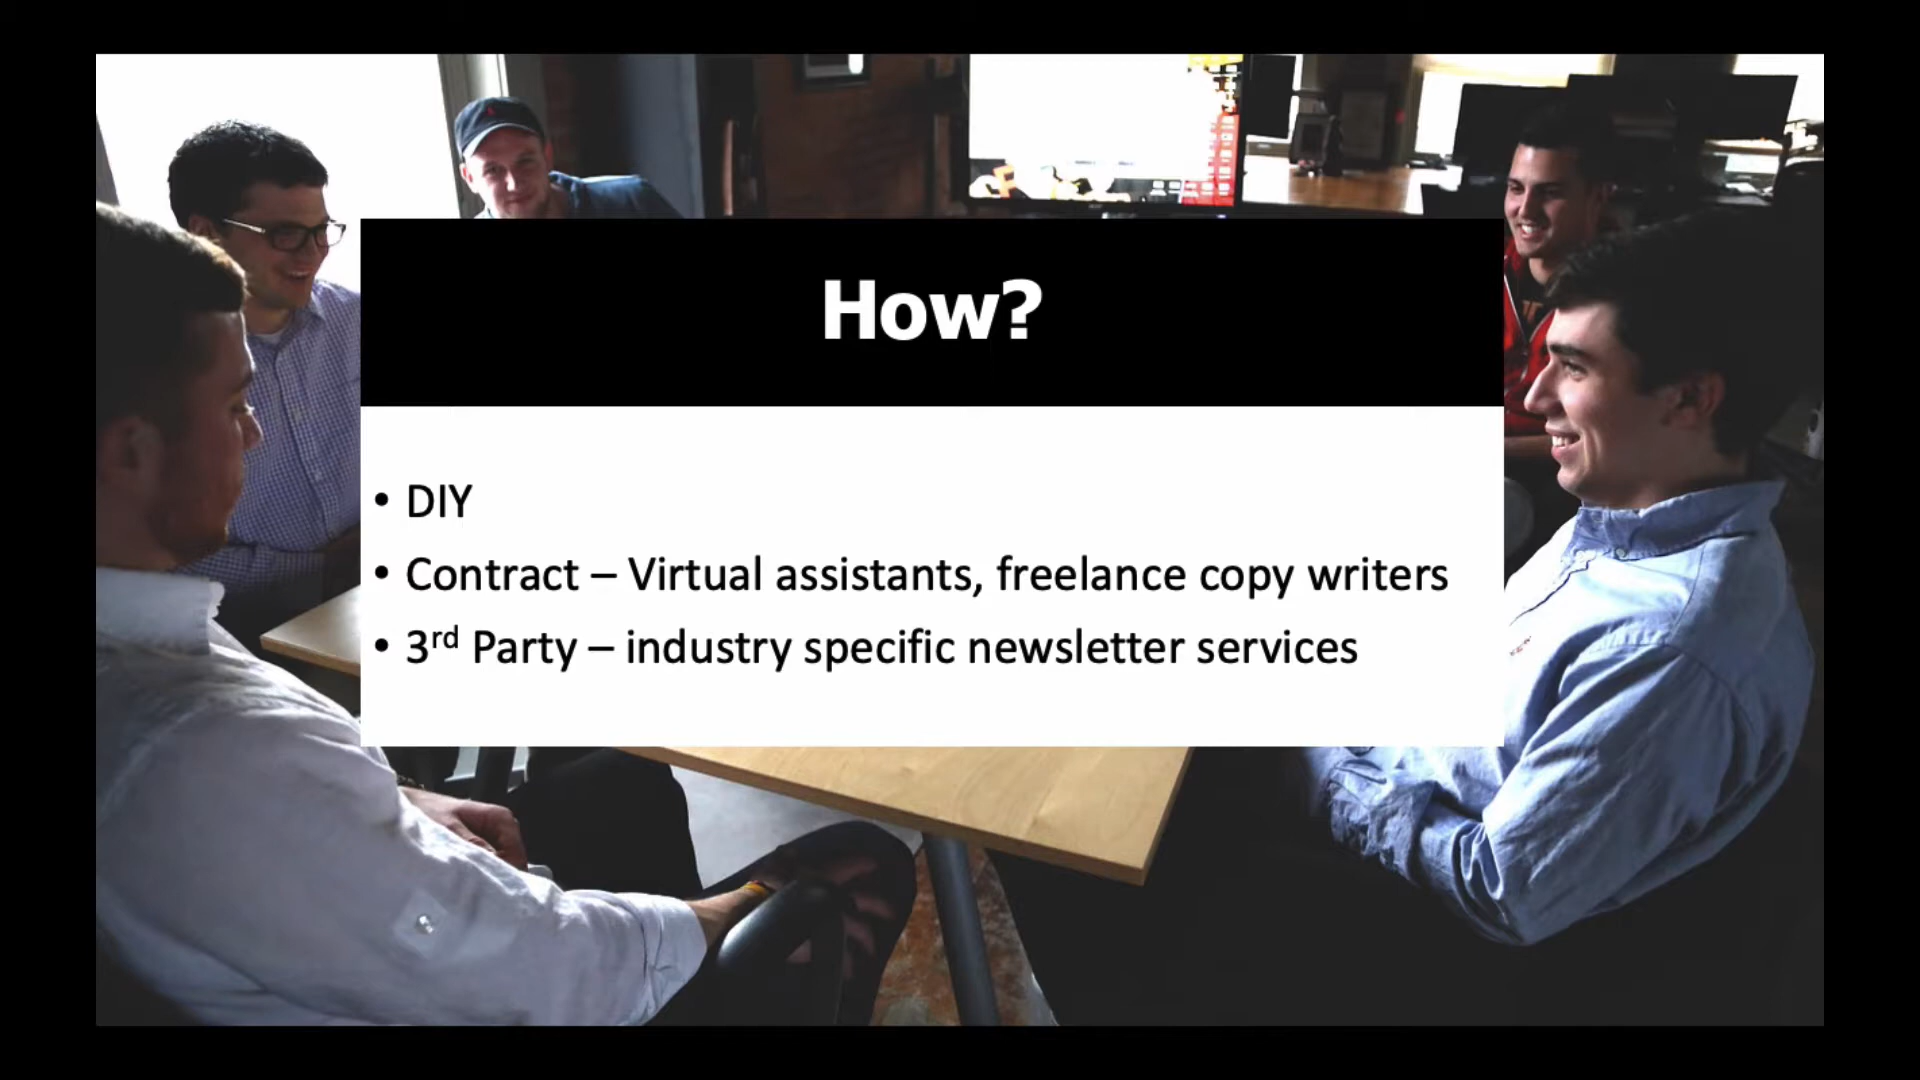 How?
• DIY
• Contract – Virtual assistants, freelance copy writers
• 3rd Party – industry specific newsletter services